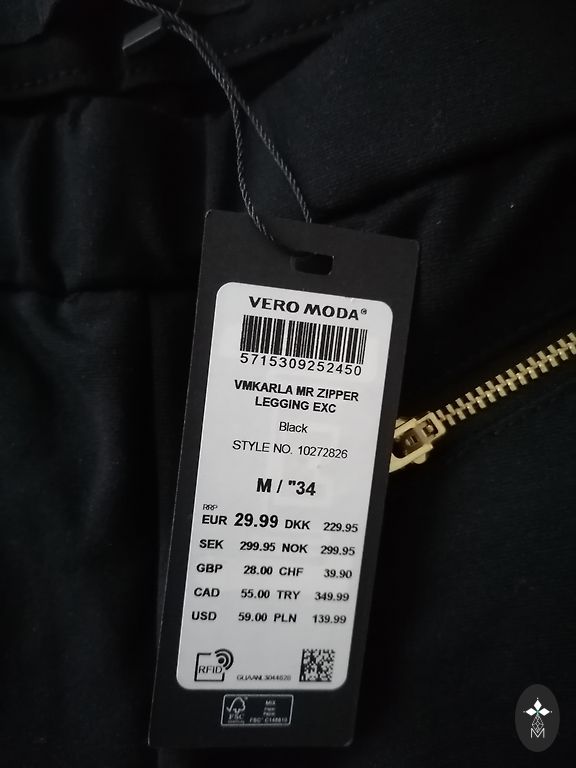 VERO MODA®
5715309252450
VMKARLA MR ZIPPER
LEGGING EXC
Black
STYLE NO. 10272826
M / "34
RRP
EUR 29.99 DKK 229.95
SEK 299.95 NOK 299.95
GBP 28.00 CHF 39.90
CAD 55.00 TRY 349.99
USD 59.00 PLN 139.99
RFID
MIX
FSC
M